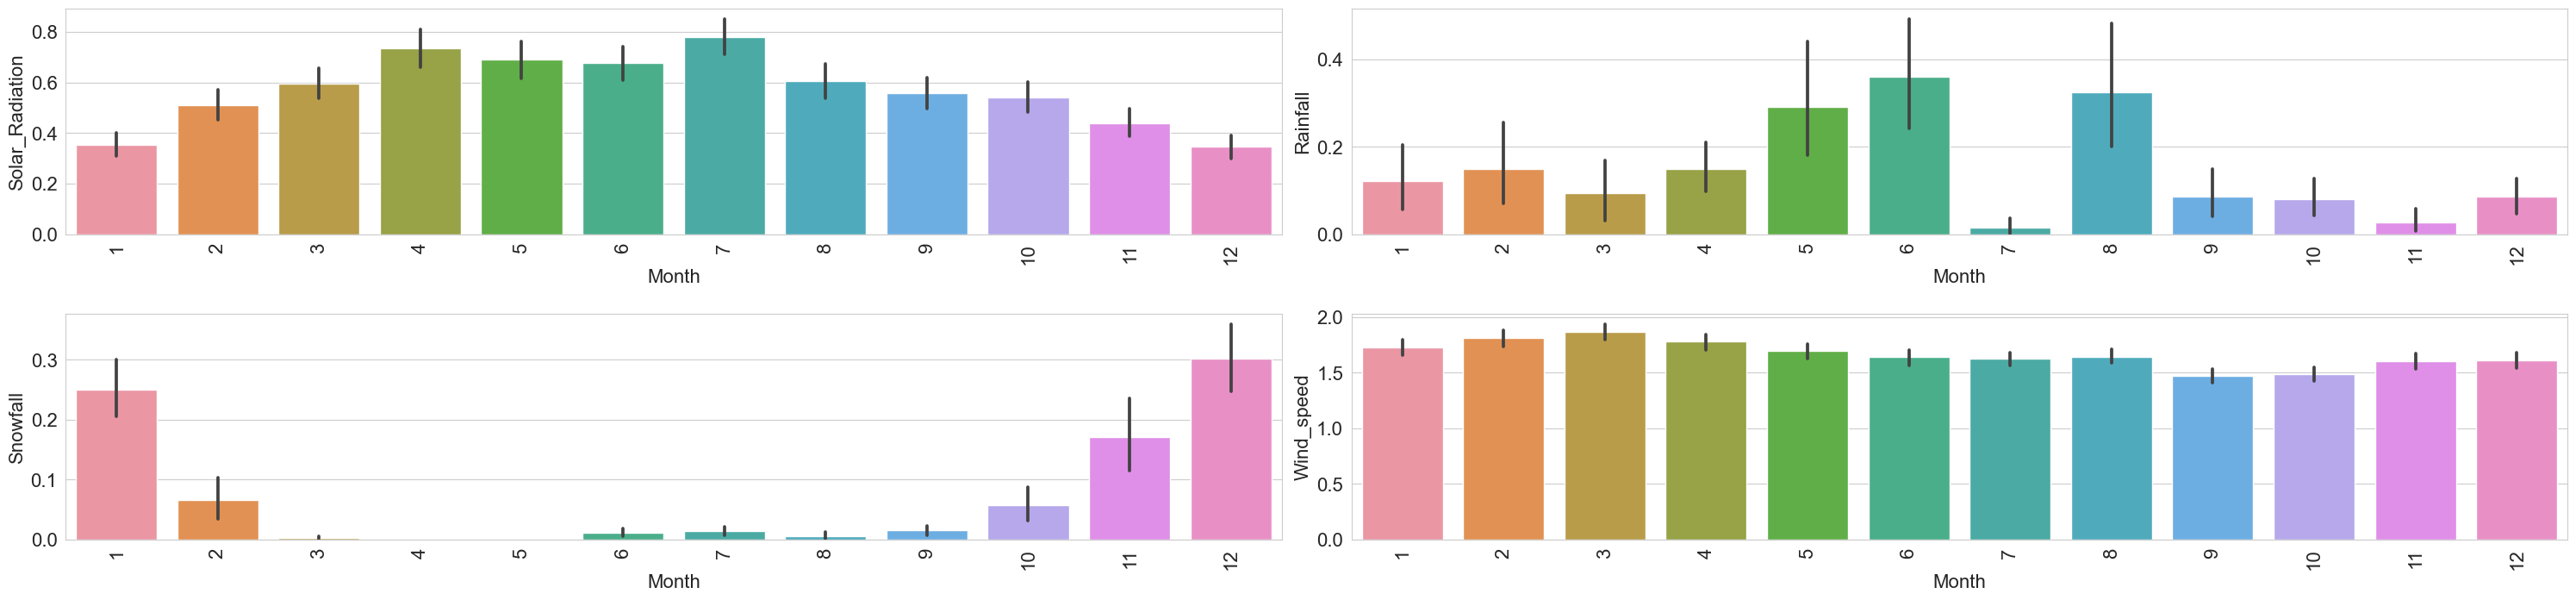 Solar_Radiation
0.8
0.6
0.4
0.2
0.0
1 2 3 4 5 6 7 8 9 10 11 12
Month
Rainfall
0.4
0.2
0.0
1 2 3 4 5 6 7 8 9 10 11 12
Month
Snowfall
0.3
0.2
0.1
0.0
1 2 3 4 5 6 7 8 9 10 11 12
Month
Wind_speed
2.0
1.5
1.0
0.5
0.0
1 2 3 4 5 6 7 8 9 10 11 12
Month